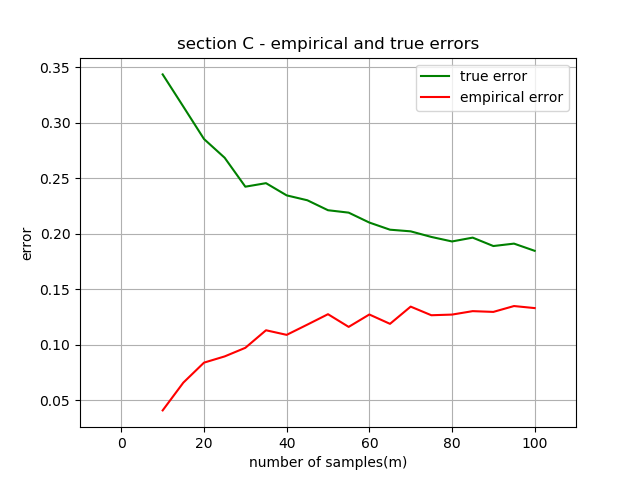 section C - empirical and true errors
true error
empirical error
0.35
0.30
0.25
0.20
0.15
0.10
0.05
error
0 20 40 60 80 100
number of samples(m)